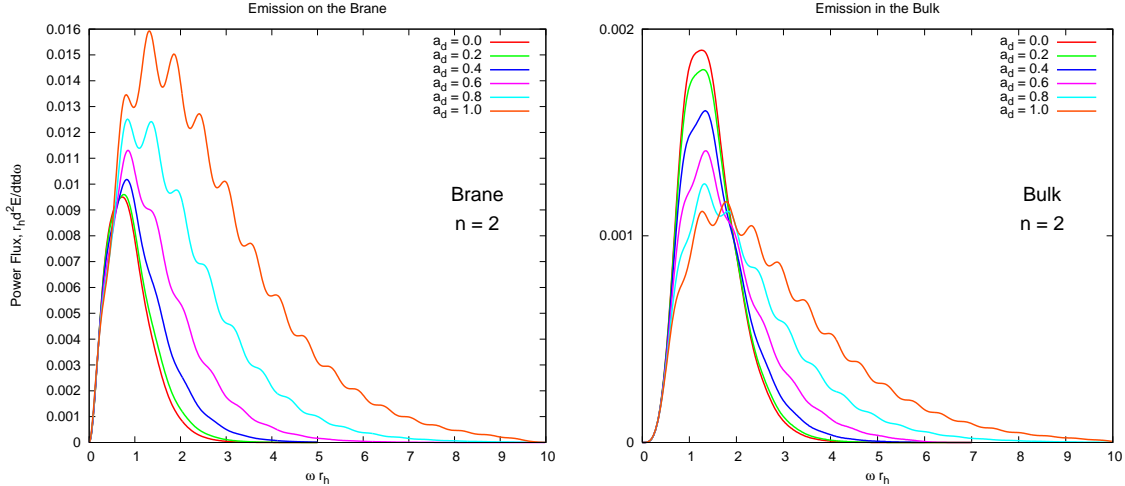 Emission on the Brane
Power Flux, r_h d^2E/dtdω
0.016
0.015
0.014
0.013
0.012
0.011
0.010
0.009
0.008
0.007
0.006
0.005
0.004
0.003
0.002
0.001
0
a_d = 0.0
a_d = 0.2
a_d = 0.4
a_d = 0.6
a_d = 0.8
a_d = 1.0
Brane
n = 2
0 1 2 3 4 5 6 7 8 9 10
ω r_h
Emission in the Bulk
0.002
0.001
0
a_d = 0.0
a_d = 0.2
a_d = 0.4
a_d = 0.6
a_d = 0.8
a_d = 1.0
Bulk
n = 2
0 1 2 3 4 5 6 7 8 9 10
ω r_h